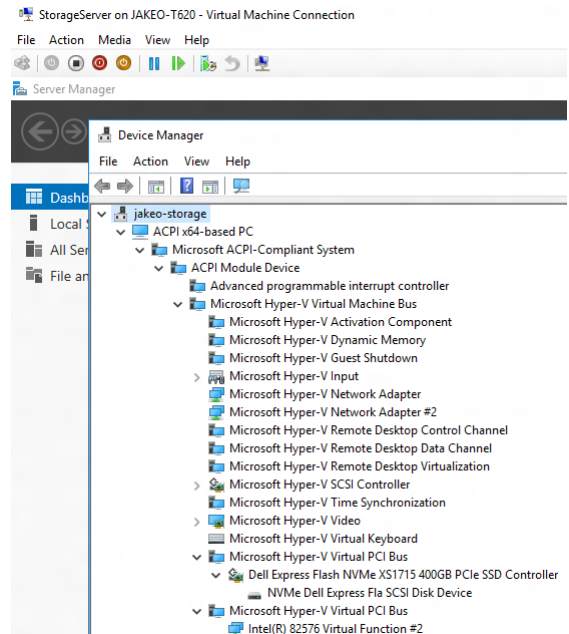 StorageServer on JAKEO-T620 - Virtual Machine Connection
File Action Media View Help
Server Manager
Device Manager
File Action View Help
Dashb
Local S
All Ser
File an
jakeo-storage
ACPI x64-based PC
Microsoft ACPI-Compliant System
ACPI Module Device
Advanced programmable interrupt controller
Microsoft Hyper-V Virtual Machine Bus
Microsoft Hyper-V Activation Component
Microsoft Hyper-V Dynamic Memory
Microsoft Hyper-V Guest Shutdown
Microsoft Hyper-V Input
Microsoft Hyper-V Network Adapter
Microsoft Hyper-V Network Adapter #2
Microsoft Hyper-V Remote Desktop Control Channel
Microsoft Hyper-V Remote Desktop Data Channel
Microsoft Hyper-V Remote Desktop Virtualization
Microsoft Hyper-V SCSI Controller
Microsoft Hyper-V Time Synchronization
Microsoft Hyper-V Video
Microsoft Hyper-V Virtual Keyboard
Microsoft Hyper-V Virtual PCI Bus
Dell Express Flash NVMe XS1715 400GB PCIe SSD Controller
NVMe Dell Express Fla SCSI Disk Device
Microsoft Hyper-V Virtual PCI Bus
Intel(R) 82576 Virtual Function #2